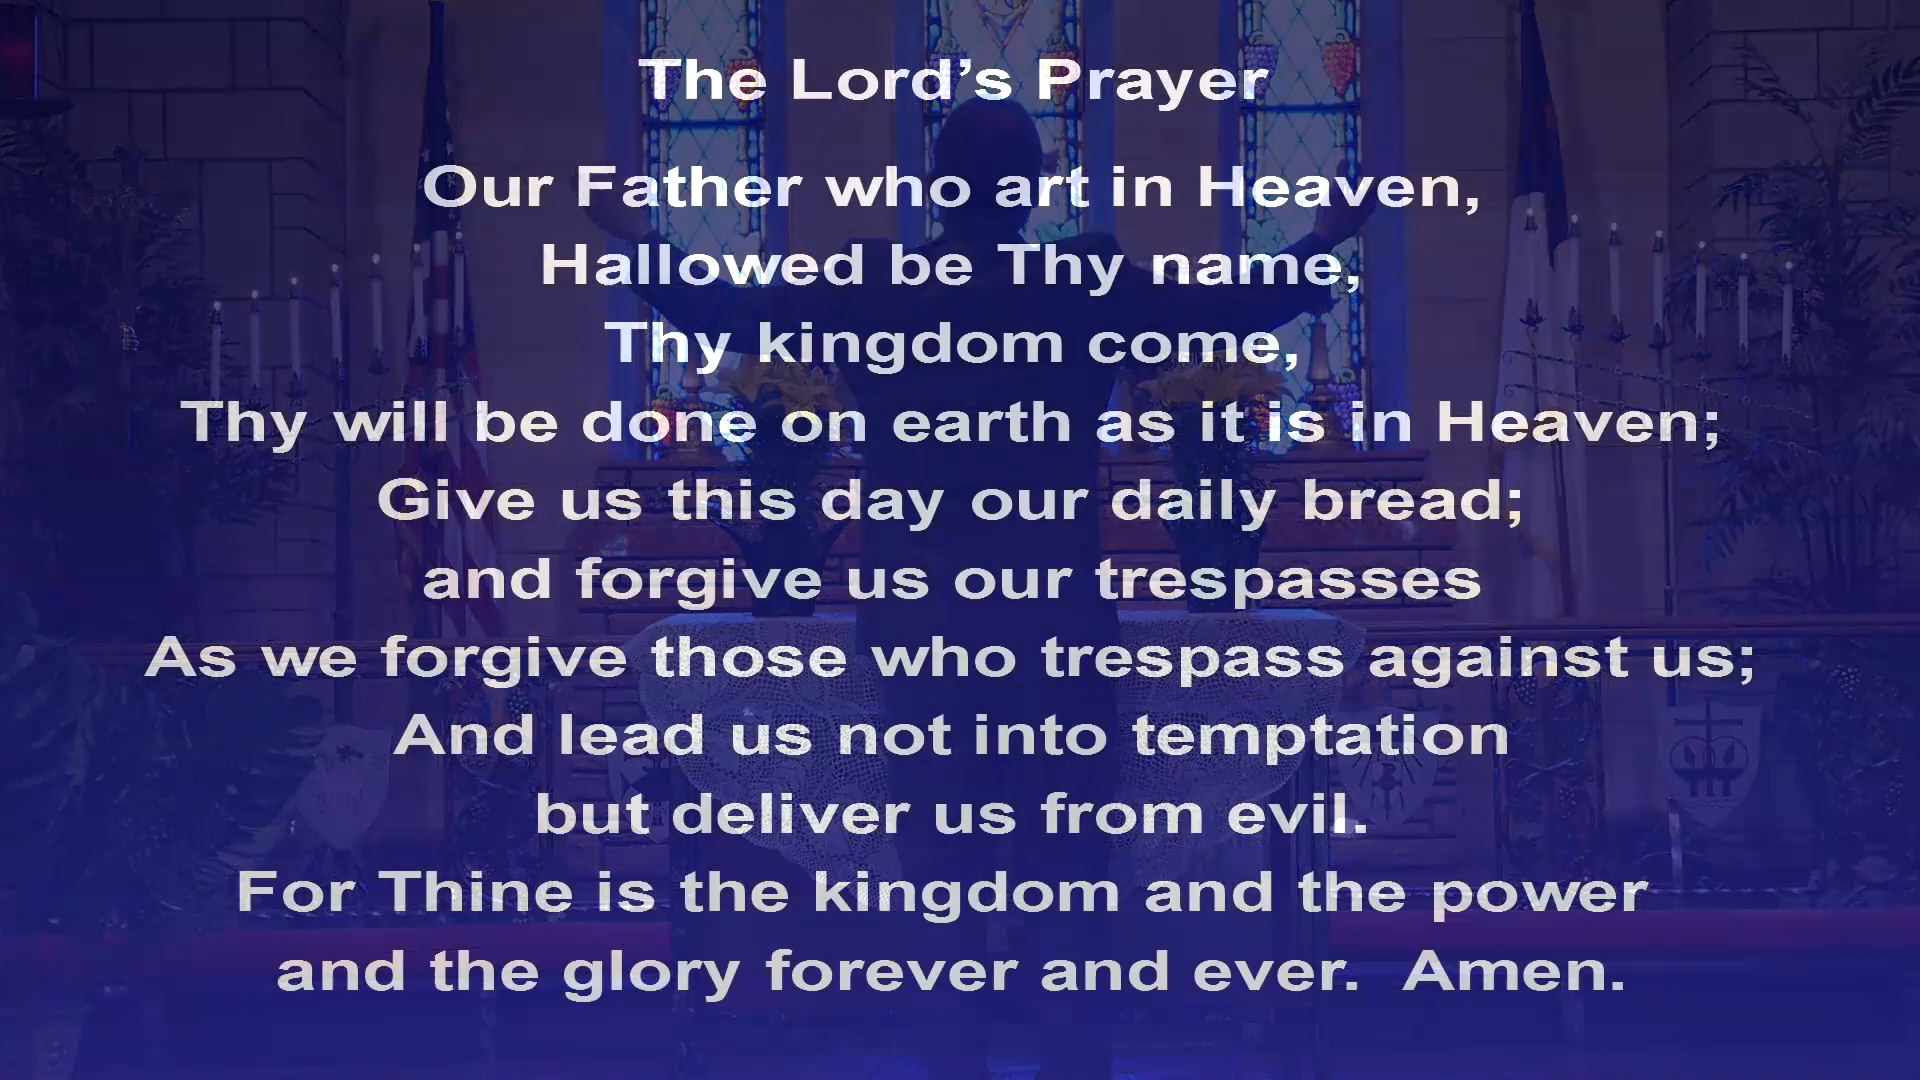 The Lord’s Prayer
Our Father who art in Heaven,
Hallowed be Thy name,
Thy kingdom come,
Thy will be done on earth as it is in Heaven;
Give us this day our daily bread;
and forgive us our trespasses
As we forgive those who trespass against us;
And lead us not into temptation
but deliver us from evil.
For Thine is the kingdom and the power
and the glory forever and ever.  Amen.